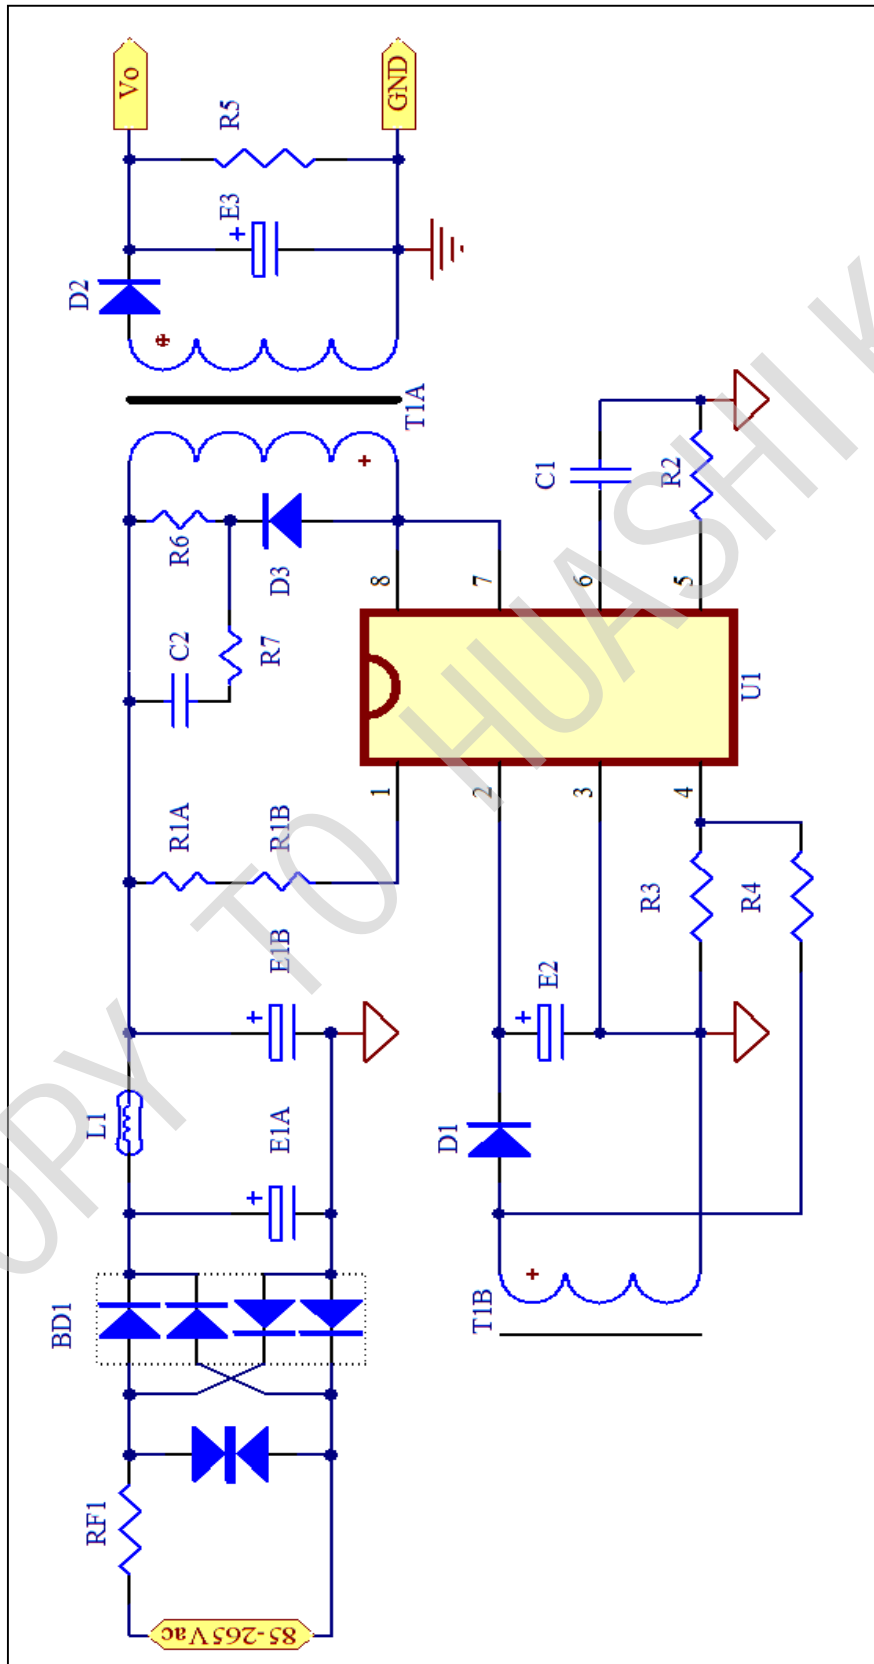 Vo
GND
R5
E3
D2
T1A
R6
D3
C2
R7
C1
R2
8
7
6
5
U1
1
2
3
4
R1A
R1B
E1B
E1A
L1
R3
R4
E2
D1
T1B
BD1
RF1
85-265Vac
OPY TO HUASHI K